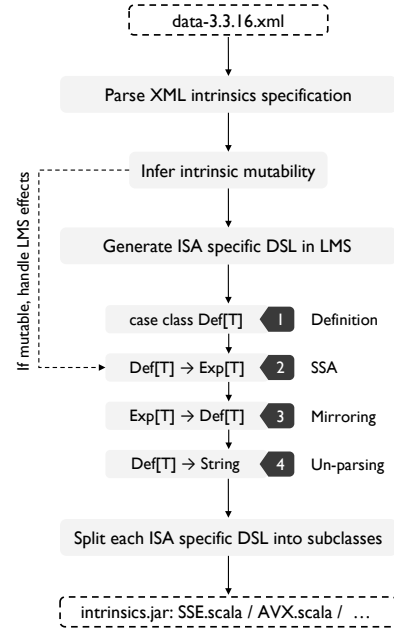 data-3.3.16.xml
Parse XML intrinsics specification
Infer intrinsic mutability
If mutable, handle LMS effects
Generate ISA specific DSL in LMS
case class Def[T] 1 Definition
Def[T] → Exp[T] 2 SSA
Exp[T] → Def[T] 3 Mirroring
Def[T] → String 4 Un-parsing
Split each ISA specific DSL into subclasses
intrinsics.jar: SSE.scala / AVX.scala / …